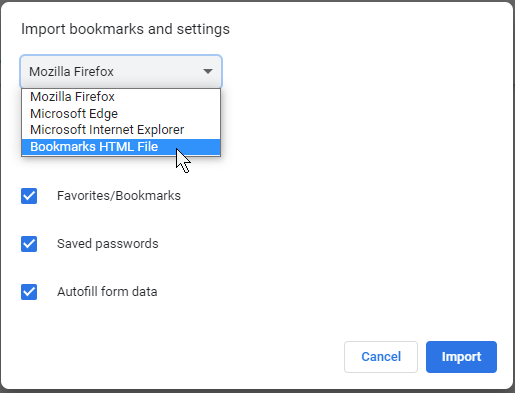 Import bookmarks and settings
Mozilla Firefox
Mozilla Firefox
Microsoft Edge
Microsoft Internet Explorer
Bookmarks HTML File
Favorites/Bookmarks
Saved passwords
Autofill form data
Cancel Import